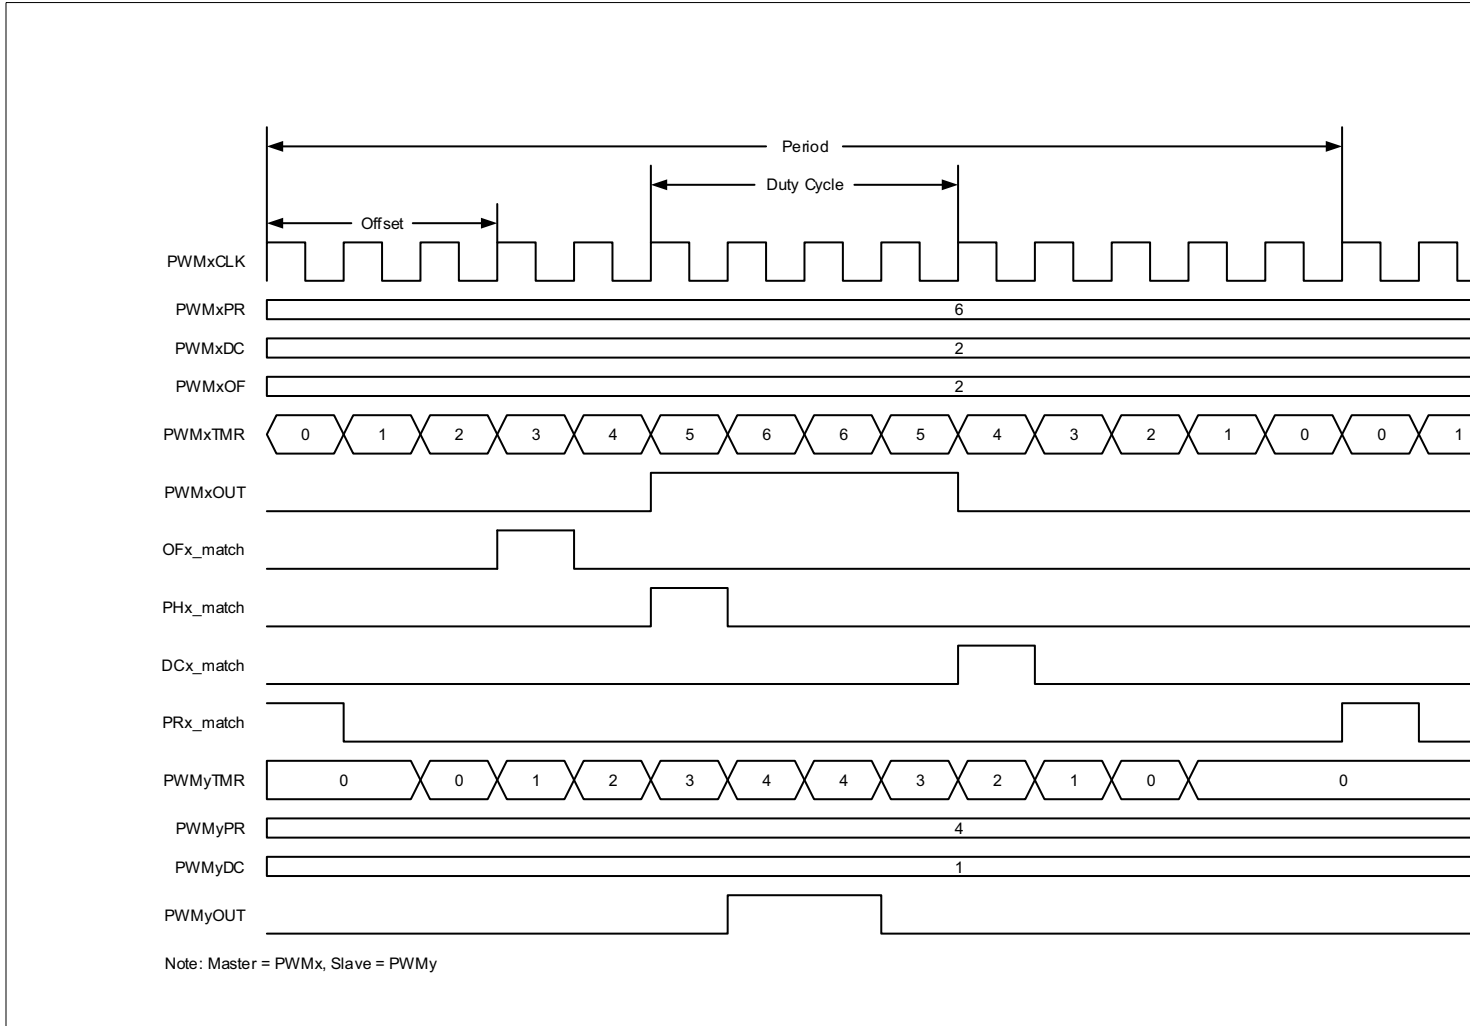 Period
Duty Cycle
Offset
PWMxCLK
PWMxPR 6
PWMxDC 2
PWMxOF 2
PWMxTMR 0 1 2 3 4 5 6 6 5 4 3 2 1 0 0 1
PWMxOUT
OFx_match
PHx_match
DCx_match
PRx_match
PWMyTMR 0 0 1 2 3 4 4 3 2 1 0 0
PWMyPR 4
PWMyDC 1
PWMyOUT
Note: Master = PWMx, Slave = PWMy